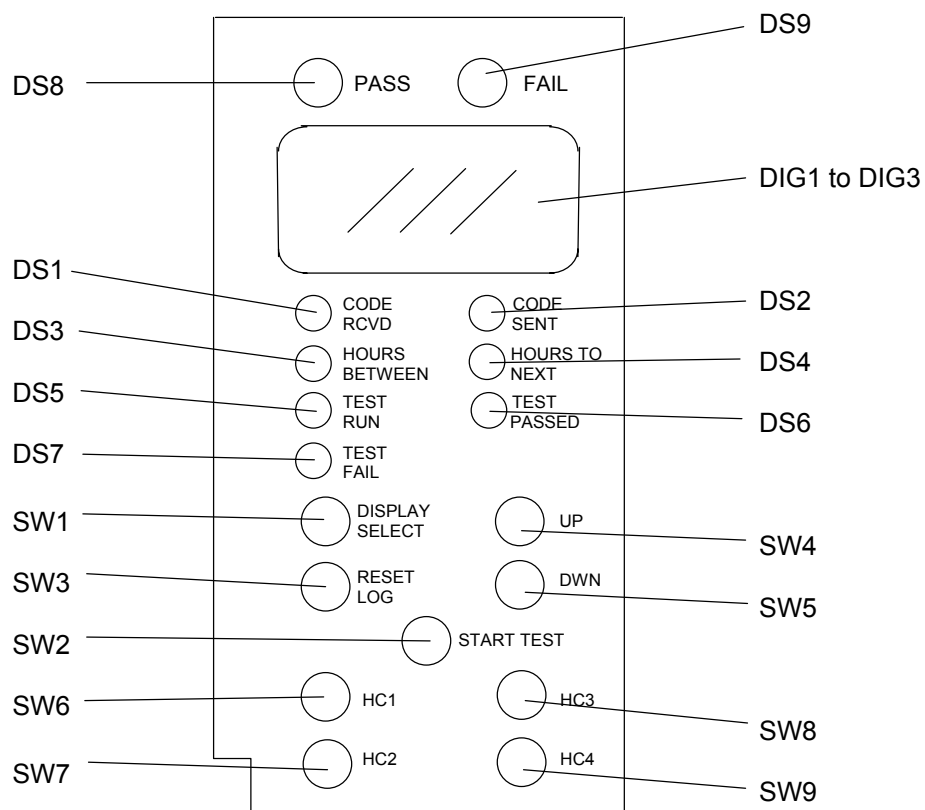 DS9
DS8
PASS
FAIL
DIG1 to DIG3
DS1
CODE
RCVD
CODE
SENT
DS2
DS3
HOURS
BETWEEN
HOURS TO
NEXT
DS4
DS5
TEST
RUN
TEST
PASSED
DS6
DS7
TEST
FAIL
SW1
DISPLAY
SELECT
UP
SW4
SW3
RESET
LOG
DWN
SW5
SW2
START TEST
SW6
HC1
HC3
SW8
SW7
HC2
HC4
SW9